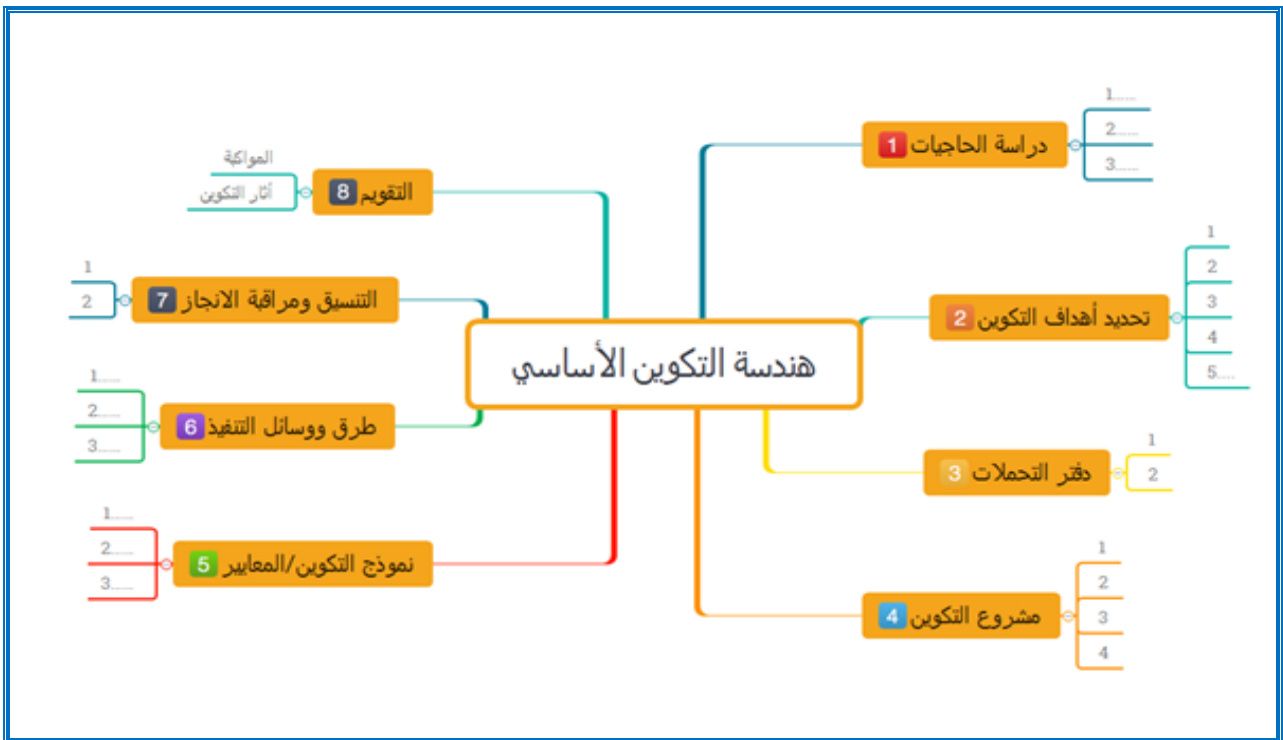 هندسة التكوين الأساسي
دراسة الحاجيات 1
1......
2......
3......
تحديد أهداف التكوين 2
1
2
3
4
5....
دفتر التحملات 3
1
2
مشروع التكوين 4
1
2
3
4
نموذج التكوين/المعايير 5
1......
2......
3......
طرق ووسائل التنفيذ 6
1......
2......
3......
التنسيق ومراقبة الانجاز 7
1
2
التقويم 8
المواكبة
أثار التكوين